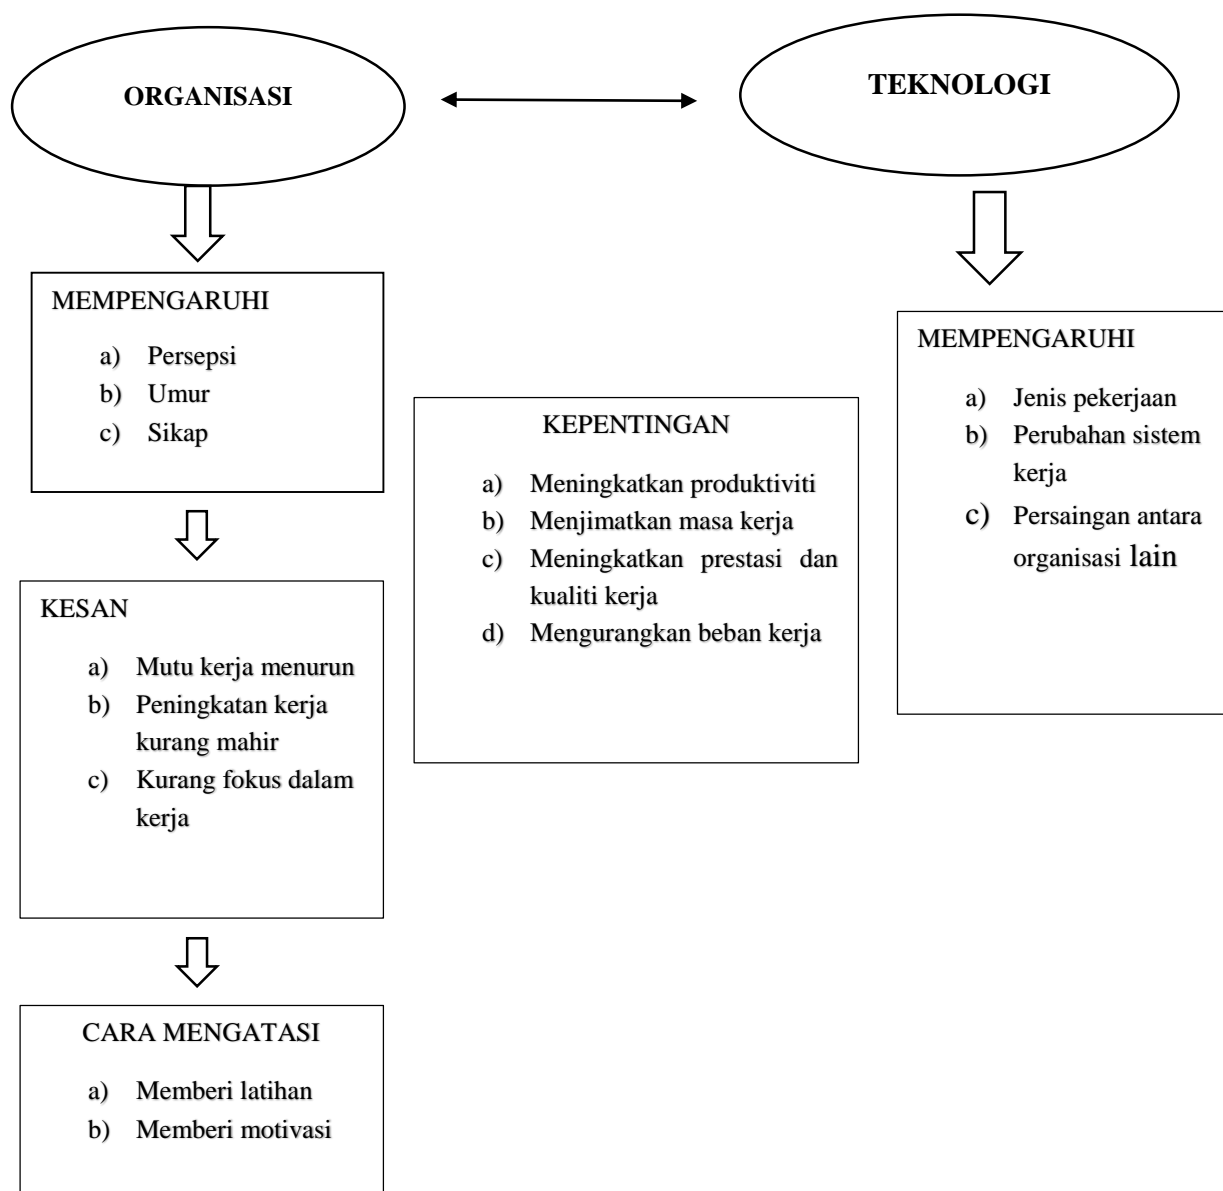 ORGANISASI
TEKNOLOGI
MEMPENGARUHI
a) Persepsi
b) Umur
c) Sikap
KESAN
a) Mutu kerja menurun
b) Peningkatan kerja
kurang mahir
c) Kurang fokus dalam
kerja
CARA MENGATASI
a) Memberi latihan
b) Memberi motivasi
KEPENTINGAN
a) Meningkatkan produktiviti
b) Menjimatkan masa kerja
c) Meningkatkan prestasi dan
kualiti kerja
d) Mengurangkan beban kerja
MEMPENGARUHI
a) Jenis pekerjaan
b) Perubahan sistem
kerja
c) Persaingan antara
organisasi lain